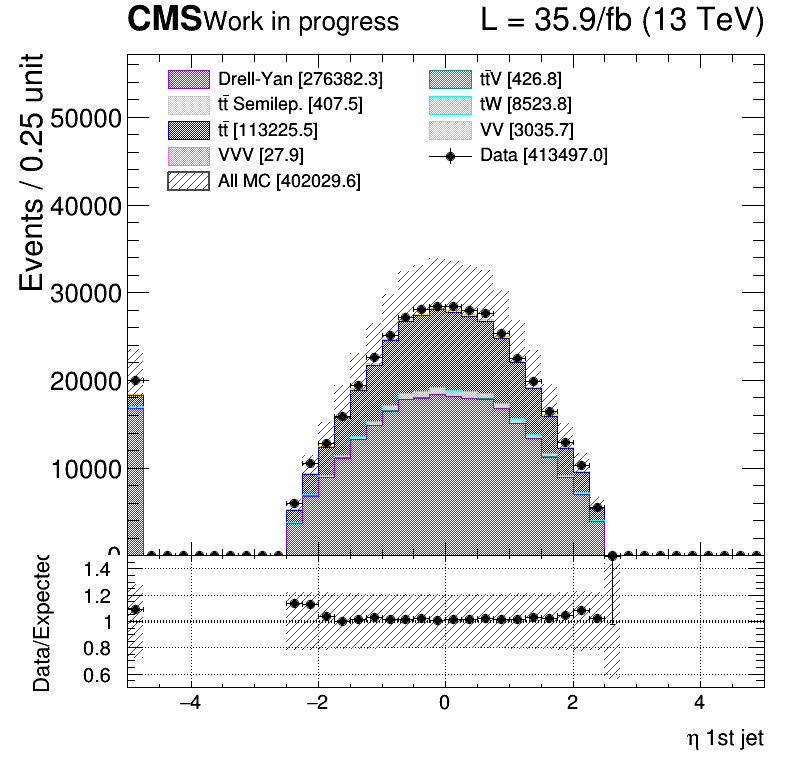 CMS Work in progress L = 35.9/fb (13 TeV)
Drell-Yan [276382.3] tt̄V [426.8]
tt̄ Semilep. [407.5] tW [8523.8]
tt̄ [113225.5] VV [3035.7]
VVV [27.9] Data [413497.0]
All MC [402029.6]
Events / 0.25 unit
50000
40000
30000
20000
10000
0
Data/Expected
1.4
1.2
1
0.8
0.6
−4 −2 0 2 4
η 1st jet